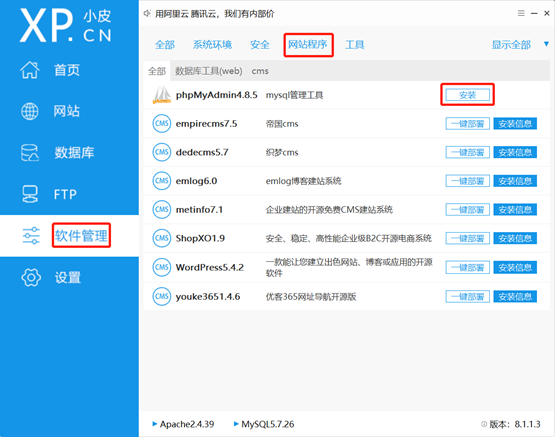 XP. 小皮
CN
用阿里云 腾讯云，我们有内部价
全部 系统环境 安全 网站程序 工具 显示全部
全部 数据库工具(web) cms
首页
网站
数据库
FTP
软件管理
设置
phpMyAdmin4.8.5 mysql管理工具 安装
CMS empirecms7.5 帝国cms 一键部署 安装信息
CMS dedecms5.7 织梦cms 一键部署 安装信息
CMS emlog6.0 emlog博客建站系统 一键部署 安装信息
CMS metinfo7.1 企业建站的开源免费CMS建站系统 一键部署 安装信息
CMS ShopXO1.9 安全、稳定、高性能企业级B2C开源电商系统 一键部署 安装信息
CMS WordPress5.4.2 一款能让您建立出色网站、博客或应用的开源
软件 一键部署 安装信息
CMS youke3651.4.6 优客365网址导航开源版 一键部署 安装信息
Apache2.4.39 MySQL5.7.26 版本：8.1.1.3